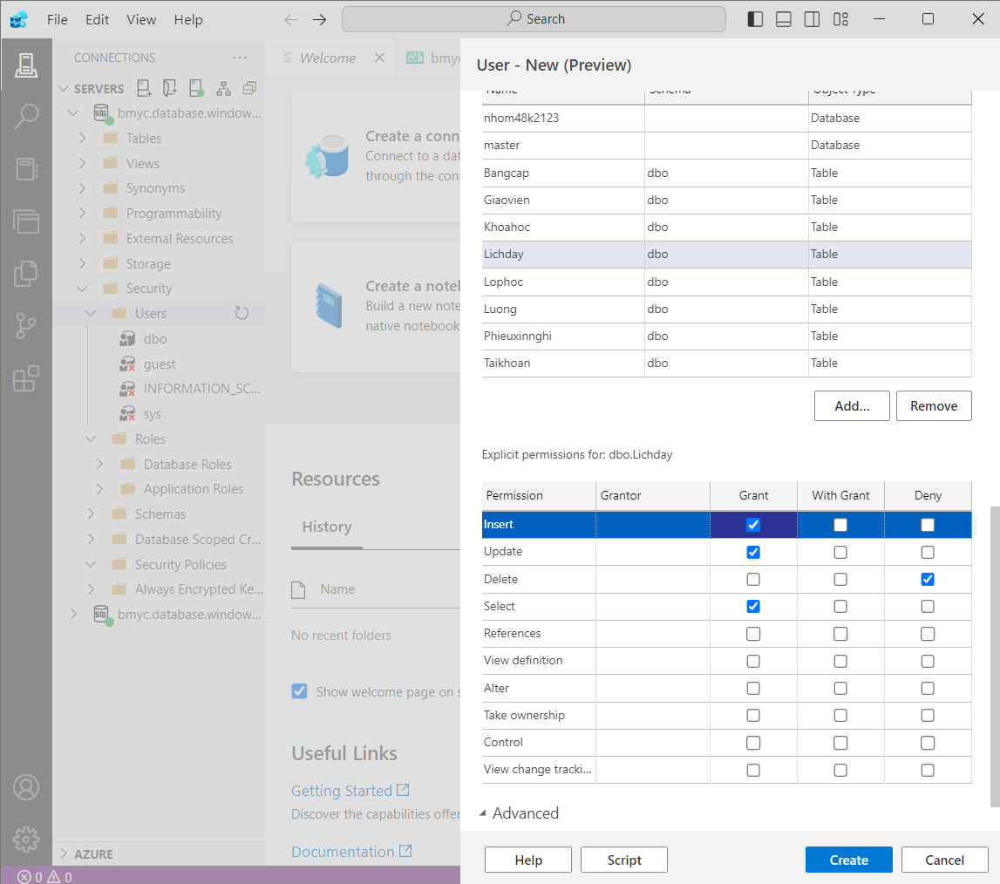 File Edit View Help Search
CONNECTIONS ...
SERVERS
bmyc.database.window...
Tables
Views
Synonyms
Programmability
External Resources
Storage
Security
Users
dbo
guest
INFORMATION_SC...
sys
Roles
Database Roles
Application Roles
Schemas
Database Scoped Cr...
Security Policies
Always Encrypted Ke...
bmyc.database.window...
AZURE
0 0
Welcome
Create a conn
Connect to a dat
through the conn
Create a note
Build a new note
native notebook
Resources
History
Name
No recent folders
Show welcome page on s
Useful Links
Getting Started
Discover the capabilities offer
Documentation
User - New (Preview)
Name Schema Object Type
nhom48k2123 Database
master Database
Bangcap dbo Table
Giaovien dbo Table
Khoahoc dbo Table
Lichday dbo Table
Lophoc dbo Table
Luong dbo Table
Phieuxinnghi dbo Table
Taikhoan dbo Table
Add... Remove
Explicit permissions for: dbo.Lichday
Permission Grantor Grant With Grant Deny
Insert
Update
Delete
Select
References
View definition
Alter
Take ownership
Control
View change tracki...
Advanced
Help Script Create Cancel